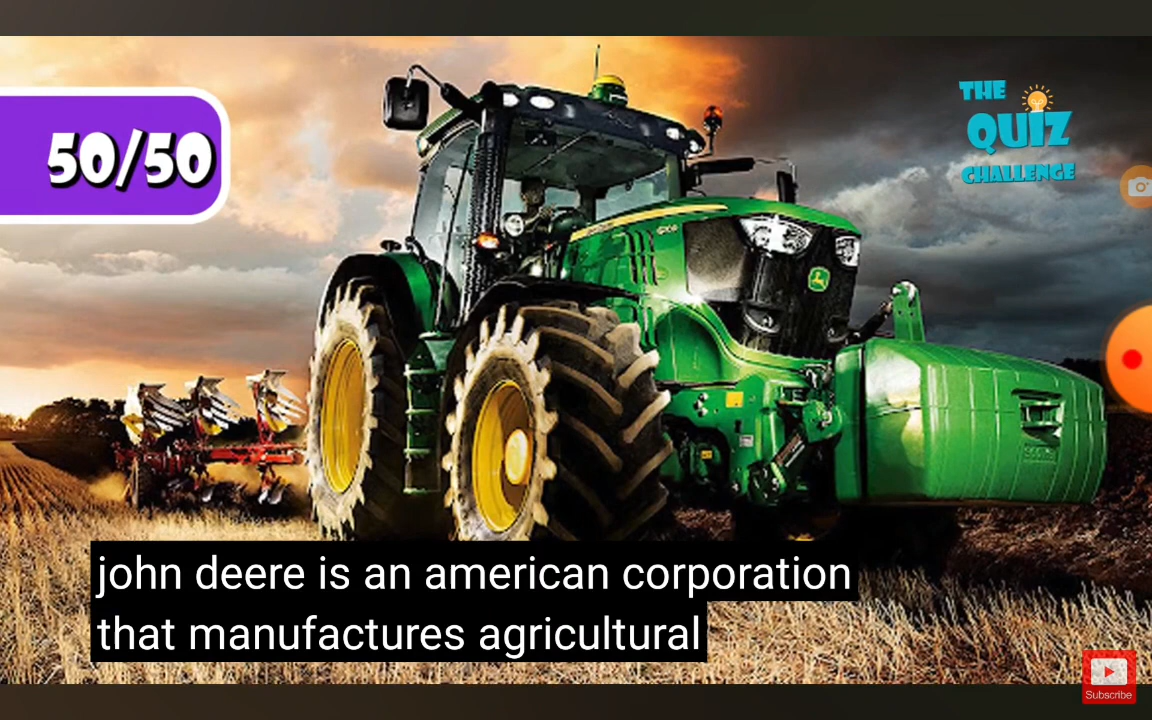 50/50
THE
QUIZ
CHALLENGE
john deere is an american corporation
that manufactures agricultural
Subscribe